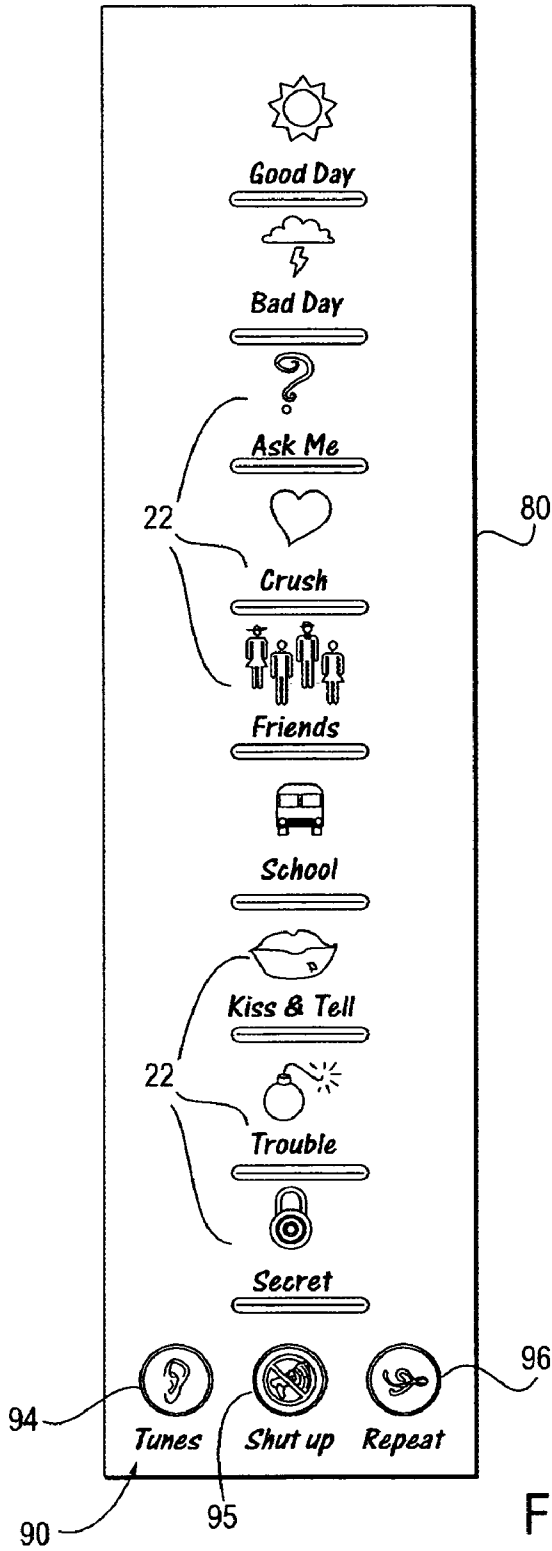 Good Day
Bad Day
Ask Me
22
80
Crush
Friends
School
Kiss & Tell
22
Trouble
Secret
96
94
Tunes Shut up Repeat
95
90
F